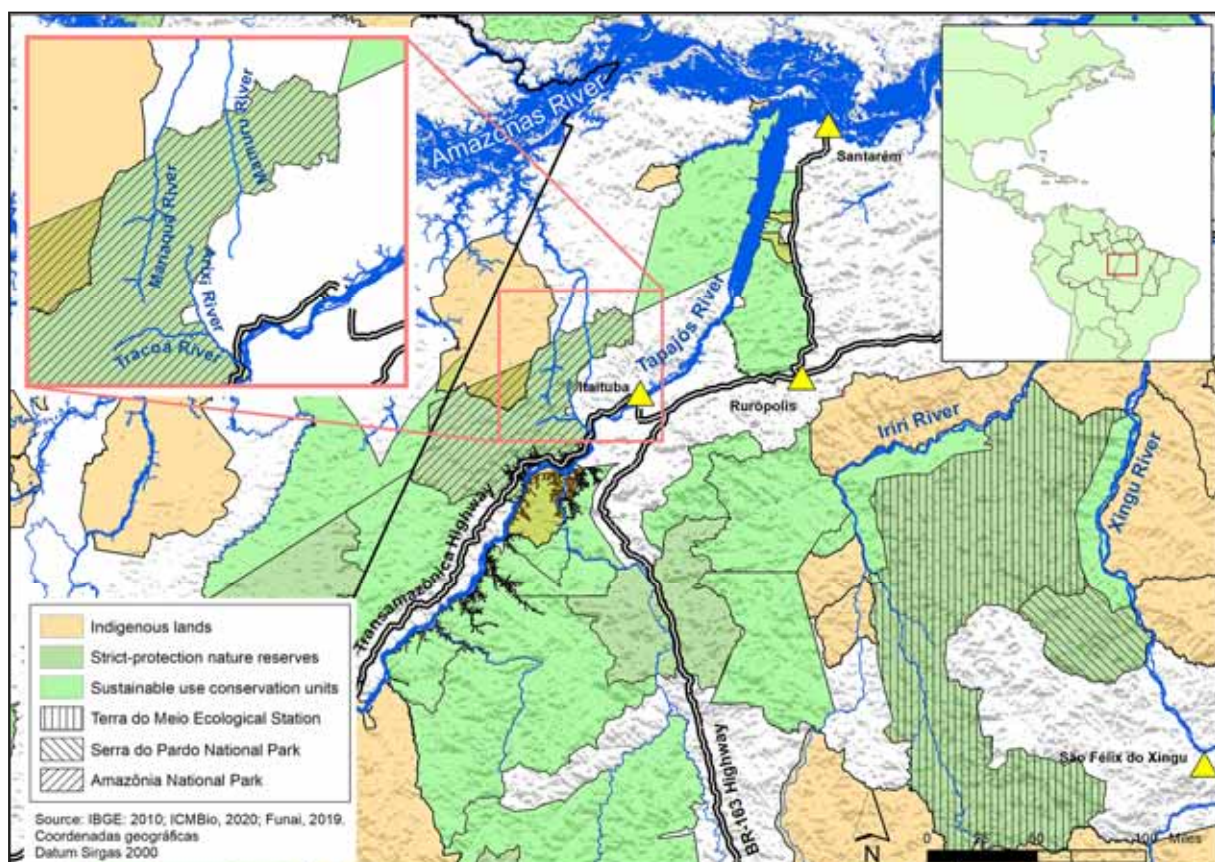 Mamuru River
Manaquá River
Arixi River
Tracoá River
Amazonas River
Santarém
Tapajós River
Itaituba
Rurópolis
Iriri River
Xingu River
Transamazônica Highway
BR-163 Highway
São Félix do Xingu
Indigenous lands
Strict-protection nature reserves
Sustainable use conservation units
Terra do Meio Ecological Station
Serra do Pardo National Park
Amazônia National Park
Source: IBGE: 2010; ICMBio, 2020; Funai, 2019.
Coordenadas geográficas
Datum Sirgas 2000
N
0 25 50 100 Miles